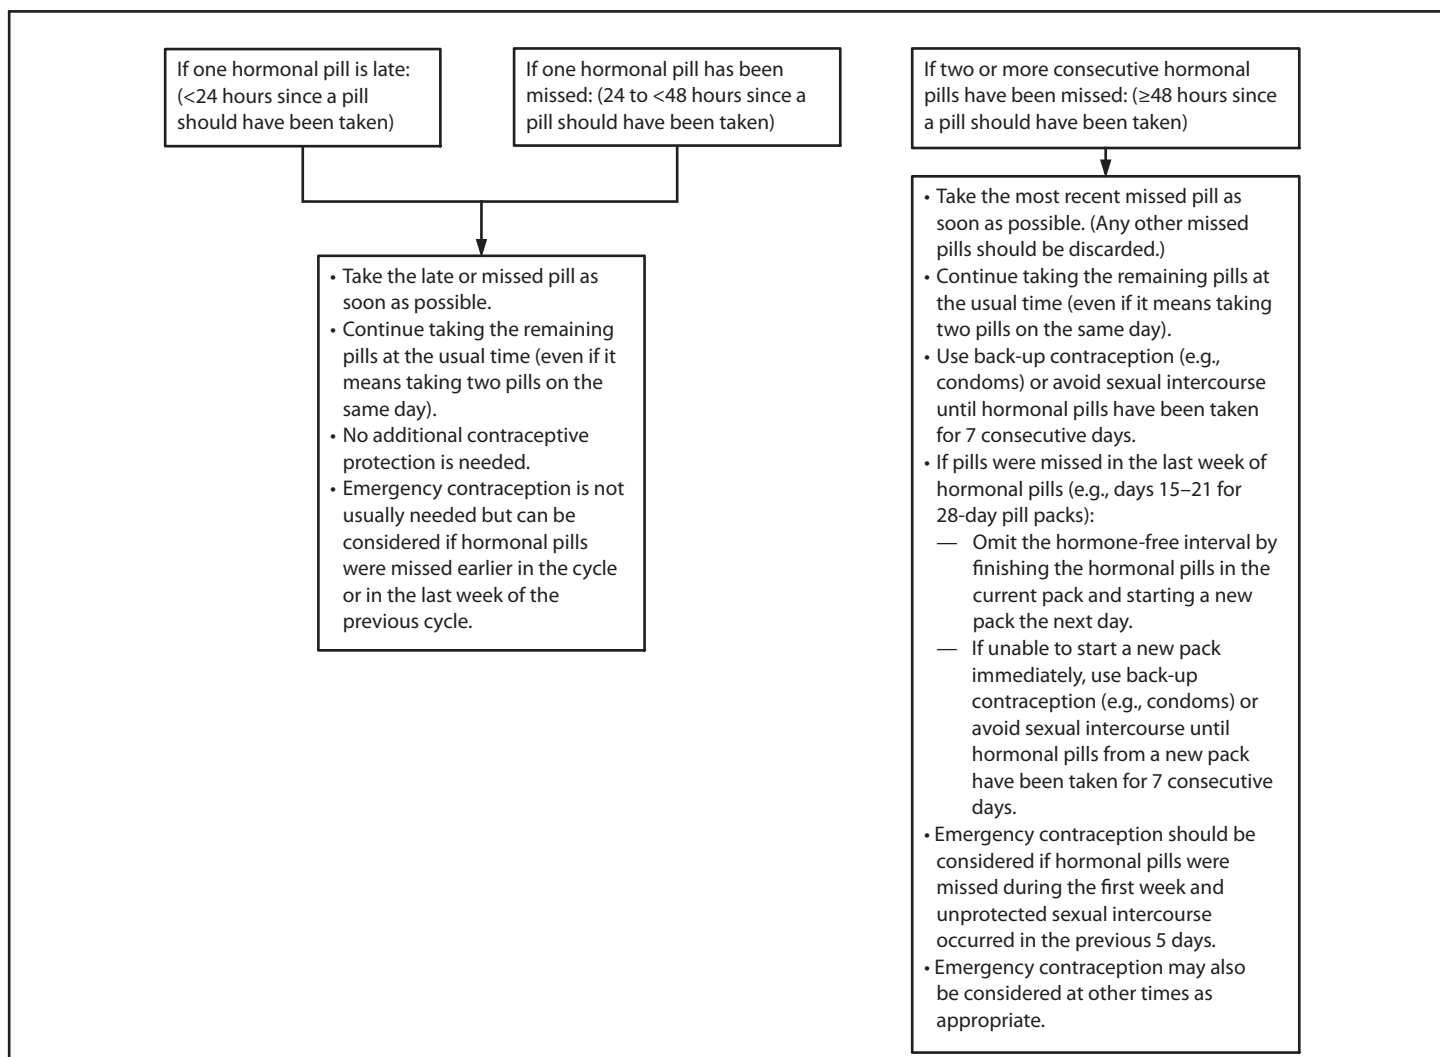 If one hormonal pill is late:
(<24 hours since a pill
should have been taken)
If one hormonal pill has been
missed: (24 to <48 hours since a
pill should have been taken)
If two or more consecutive hormonal
pills have been missed: (≥48 hours since
a pill should have been taken)
• Take the late or missed pill as
soon as possible.
• Continue taking the remaining
pills at the usual time (even if it
means taking two pills on the
same day).
• No additional contraceptive
protection is needed.
• Emergency contraception is not
usually needed but can be
considered if hormonal pills
were missed earlier in the cycle
or in the last week of the
previous cycle.
• Take the most recent missed pill as
soon as possible. (Any other missed
pills should be discarded.)
• Continue taking the remaining pills at
the usual time (even if it means taking
two pills on the same day).
• Use back-up contraception (e.g.,
condoms) or avoid sexual intercourse
until hormonal pills have been taken
for 7 consecutive days.
• If pills were missed in the last week of
hormonal pills (e.g., days 15–21 for
28-day pill packs):
— Omit the hormone-free interval by
finishing the hormonal pills in the
current pack and starting a new
pack the next day.
— If unable to start a new pack
immediately, use back-up
contraception (e.g., condoms) or
avoid sexual intercourse until
hormonal pills from a new pack
have been taken for 7 consecutive
days.
• Emergency contraception should be
considered if hormonal pills were
missed during the first week and
unprotected sexual intercourse
occurred in the previous 5 days.
• Emergency contraception may also
be considered at other times as
appropriate.